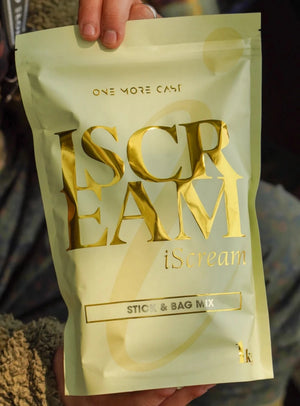 ONE MORE CAST
ISCR
EAM
iScream
STICK & BAG MIX